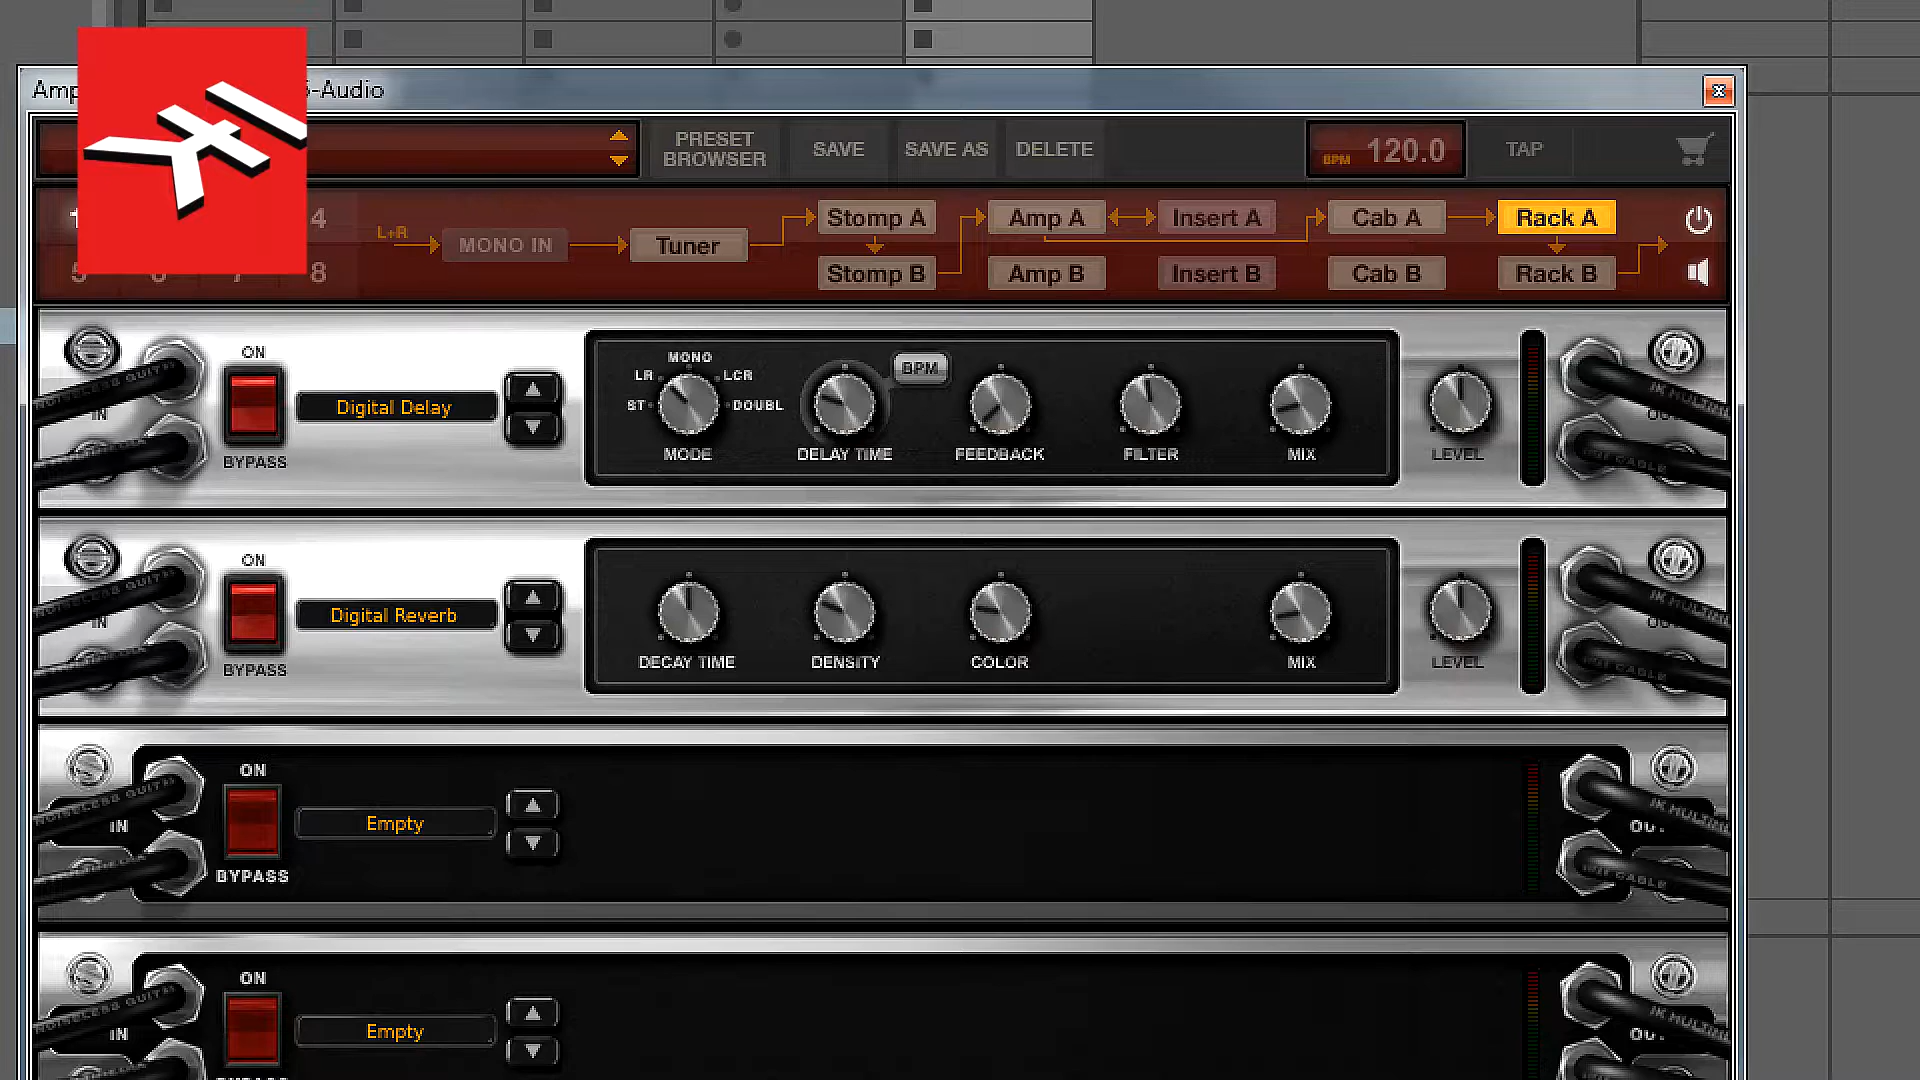 Amp
-Audio
PRESET BROWSER
SAVE
SAVE AS
DELETE
BPM 120.0
TAP
4
8
L+R
MONO IN
Tuner
Stomp A
Amp A
Insert A
Cab A
Rack A
Stomp B
Amp B
Insert B
Cab B
Rack B
ON
BYPASS
Digital Delay
MONO
LR
LCR
ST
DOUBL
BPM
MODE
DELAY TIME
FEEDBACK
FILTER
MIX
LEVEL
IN
ON
BYPASS
Digital Reverb
DECAY TIME
DENSITY
COLOR
MIX
LEVEL
IN
ON
Empty
BYPASS
IN
ON
Empty
IN